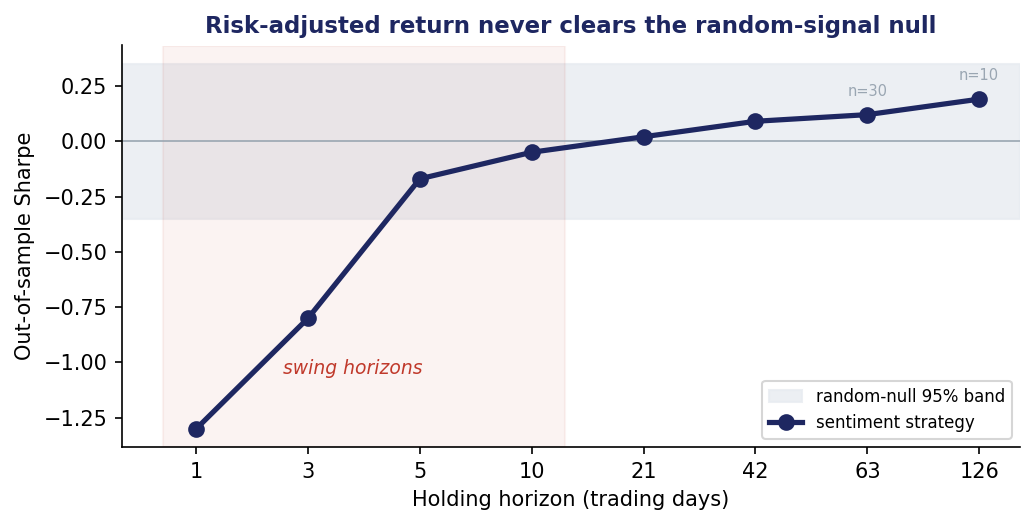 Risk-adjusted return never clears the random-signal null
Out-of-sample Sharpe
0.25
0.00
−0.25
−0.50
−0.75
−1.00
−1.25
n=30
n=10
swing horizons
random-null 95% band
sentiment strategy
1 3 5 10 21 42 63 126
Holding horizon (trading days)